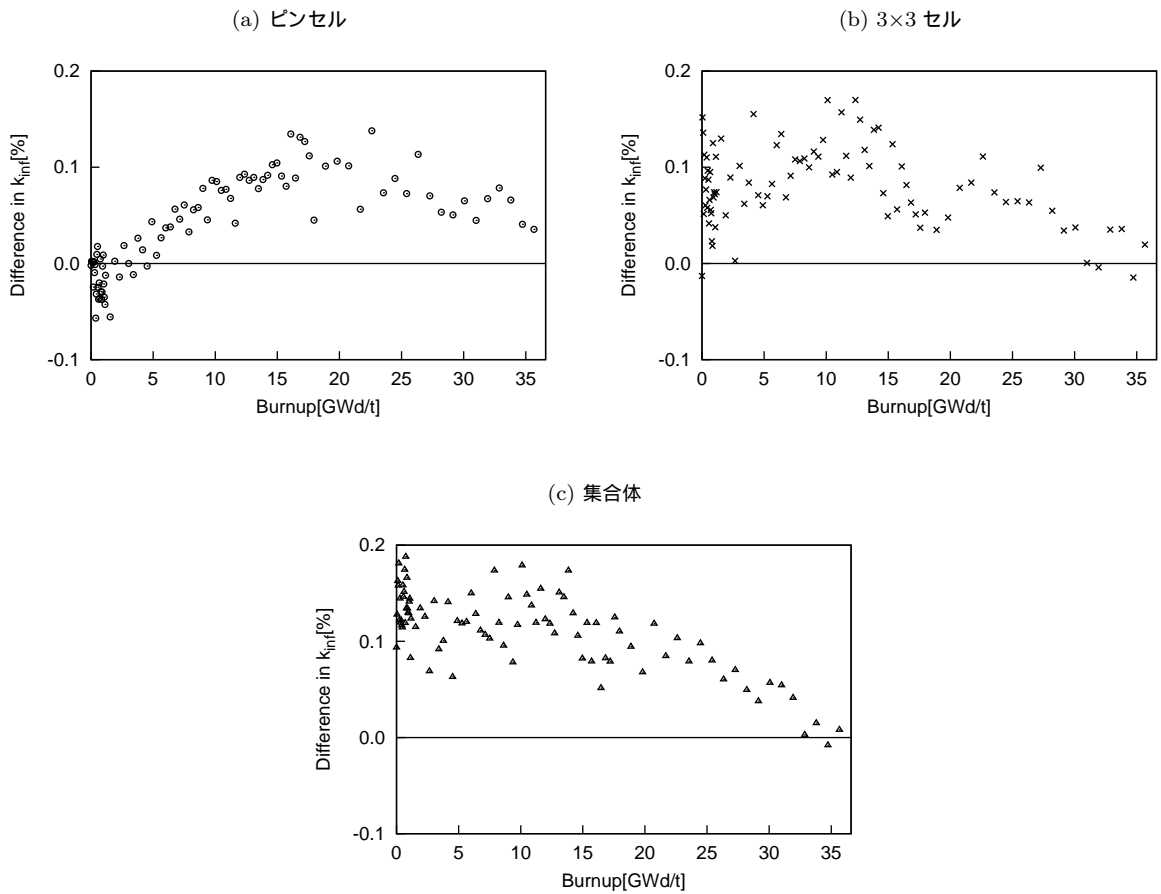 (a) ピンセル
0.2
0.1
0.0
-0.1
Difference in kinf[%]
0 5 10 15 20 25 30 35
Burnup[GWd/t]
(b) 3×3 セル
0.2
0.1
0.0
-0.1
Difference in kinf[%]
0 5 10 15 20 25 30 35
Burnup[GWd/t]
(c) 集合体
0.2
0.1
0.0
-0.1
Difference in kinf[%]
0 5 10 15 20 25 30 35
Burnup[GWd/t]